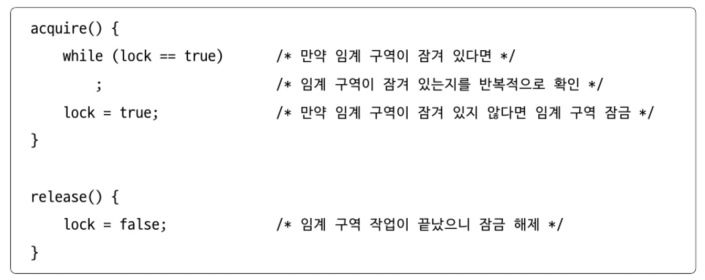 acquire() {
    while (lock == true)       /* 만약 임계 구역이 잠겨 있다면 */
        ;                      /* 임계 구역이 잠겨 있는지를 반복적으로 확인 */
    lock = true;               /* 만약 임계 구역이 잠겨 있지 않다면 임계 구역 잠금 */
}

release() {
    lock = false;              /* 임계 구역 작업이 끝났으니 잠금 해제 */
}